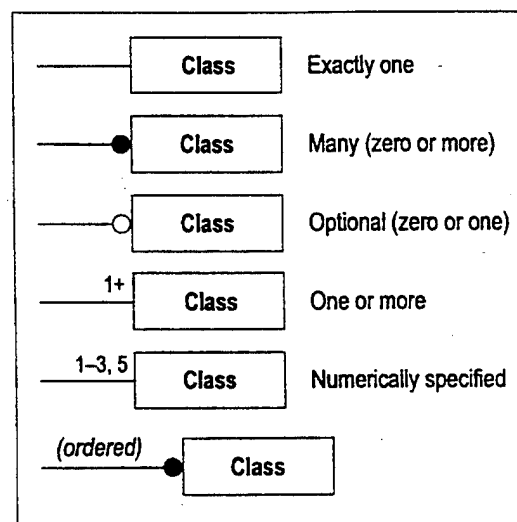 Class Exactly one
Class Many (zero or more)
Class Optional (zero or one)
1+ Class One or more
1–3, 5 Class Numerically specified
(ordered) Class